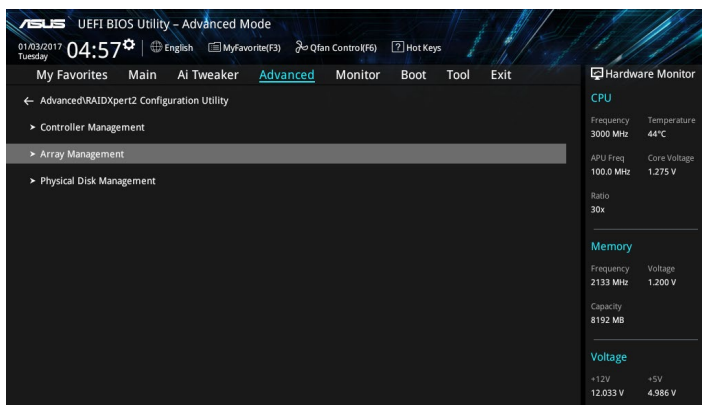 ASUS UEFI BIOS Utility – Advanced Mode
01/03/2017 Tuesday 04:57 English MyFavorite(F3) Qfan Control(F6) ? Hot Keys
My Favorites Main Ai Tweaker Advanced Monitor Boot Tool Exit
← Advanced\RAIDXpert2 Configuration Utility
➤ Controller Management
➤ Array Management
➤ Physical Disk Management
Hardware Monitor
CPU
Frequency Temperature
3000 MHz 44°C
APU Freq Core Voltage
100.0 MHz 1.275 V
Ratio
30x
Memory
Frequency Voltage
2133 MHz 1.200 V
Capacity
8192 MB
Voltage
+12V +5V
12.033 V 4.986 V